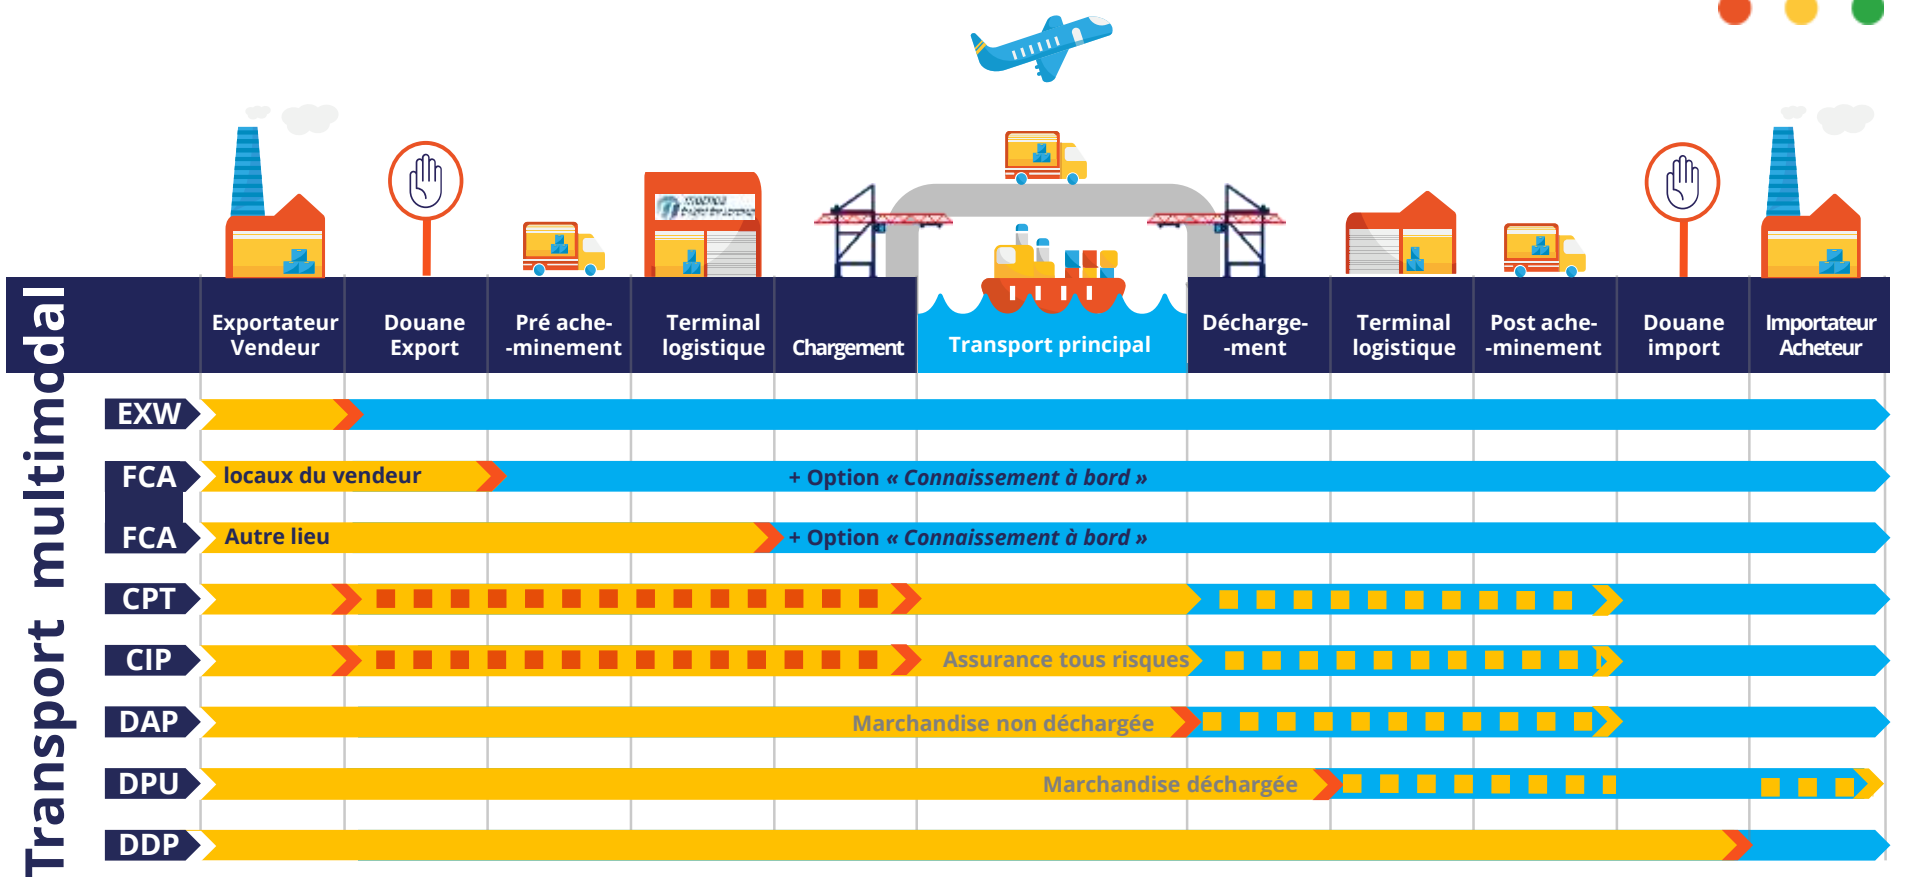 Transport multimodal
Exportateur
Vendeur
Douane
Export
Pré ache-
-minement
Terminal
logistique
Chargement
Transport principal
Décharge-
-ment
Terminal
logistique
Post ache-
-minement
Douane
import
Importateur
Acheteur
EXW
FCA
locaux du vendeur
+ Option « Connaissement à bord »
FCA
Autre lieu
+ Option « Connaissement à bord »
CPT
CIP
Assurance tous risques
DAP
Marchandise non déchargée
DPU
Marchandise déchargée
DDP